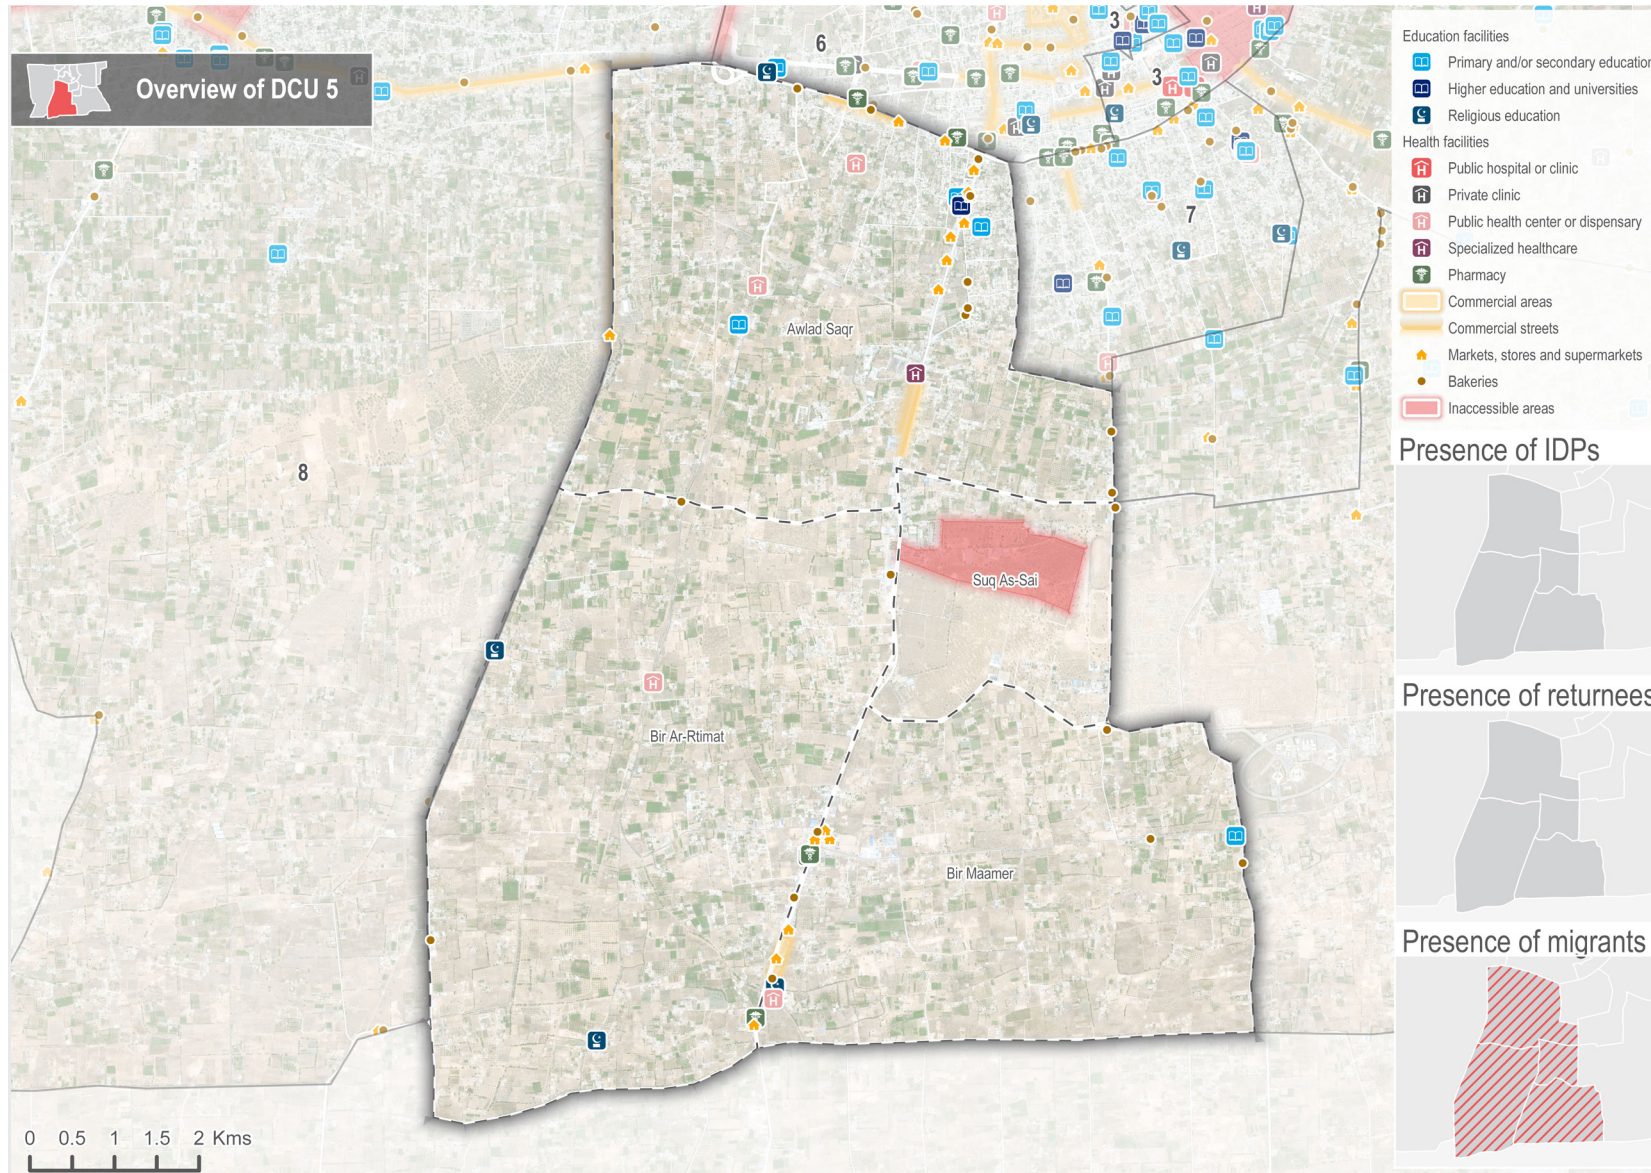 Overview of DCU 5
6
3
3
7
8
Awlad Saqr
Suq As-Sai
Bir Ar-Rtimat
Bir Maamer
0 0.5 1 1.5 2 Kms
Education facilities
Primary and/or secondary education
Higher education and universities
Religious education
Health facilities
Public hospital or clinic
Private clinic
Public health center or dispensary
Specialized healthcare
Pharmacy
Commercial areas
Commercial streets
Markets, stores and supermarkets
Bakeries
Inaccessible areas
Presence of IDPs
Presence of returnees
Presence of migrants